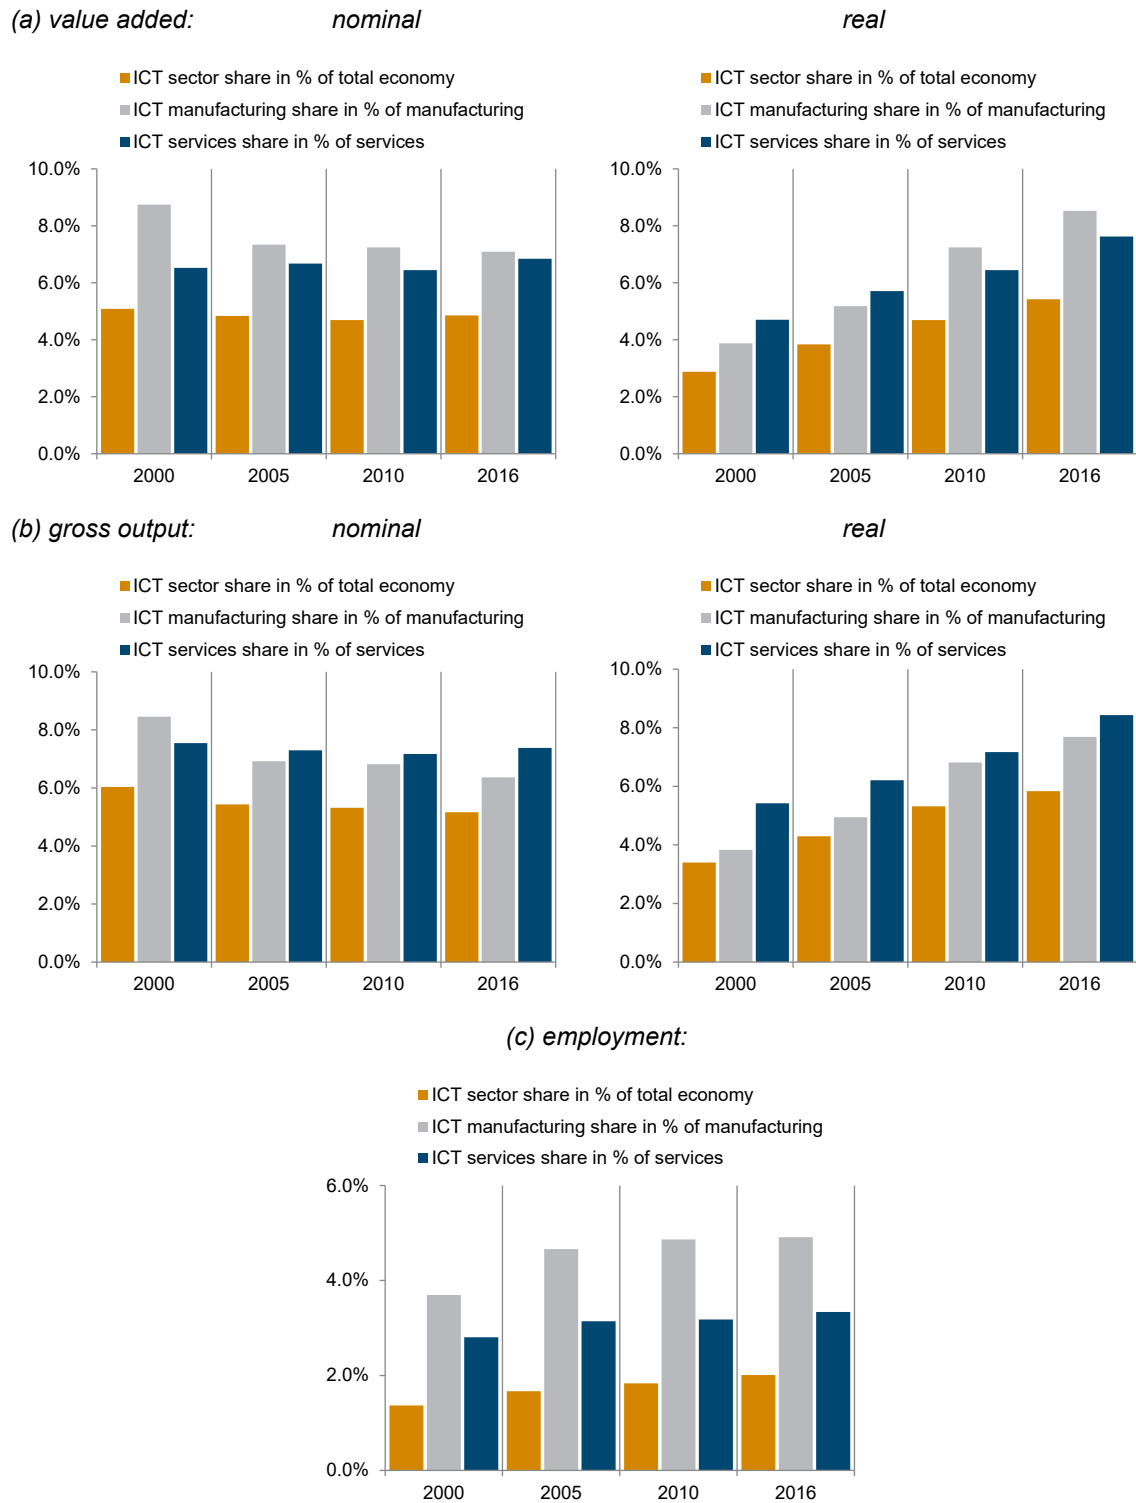 (a) value added: nominal real
ICT sector share in % of total economy
ICT manufacturing share in % of manufacturing
ICT services share in % of services
10.0%
8.0%
6.0%
4.0%
2.0%
0.0%
2000 2005 2010 2016
ICT sector share in % of total economy
ICT manufacturing share in % of manufacturing
ICT services share in % of services
10.0%
8.0%
6.0%
4.0%
2.0%
0.0%
2000 2005 2010 2016
(b) gross output: nominal real
ICT sector share in % of total economy
ICT manufacturing share in % of manufacturing
ICT services share in % of services
10.0%
8.0%
6.0%
4.0%
2.0%
0.0%
2000 2005 2010 2016
ICT sector share in % of total economy
ICT manufacturing share in % of manufacturing
ICT services share in % of services
10.0%
8.0%
6.0%
4.0%
2.0%
0.0%
2000 2005 2010 2016
(c) employment:
ICT sector share in % of total economy
ICT manufacturing share in % of manufacturing
ICT services share in % of services
6.0%
4.0%
2.0%
0.0%
2000 2005 2010 2016